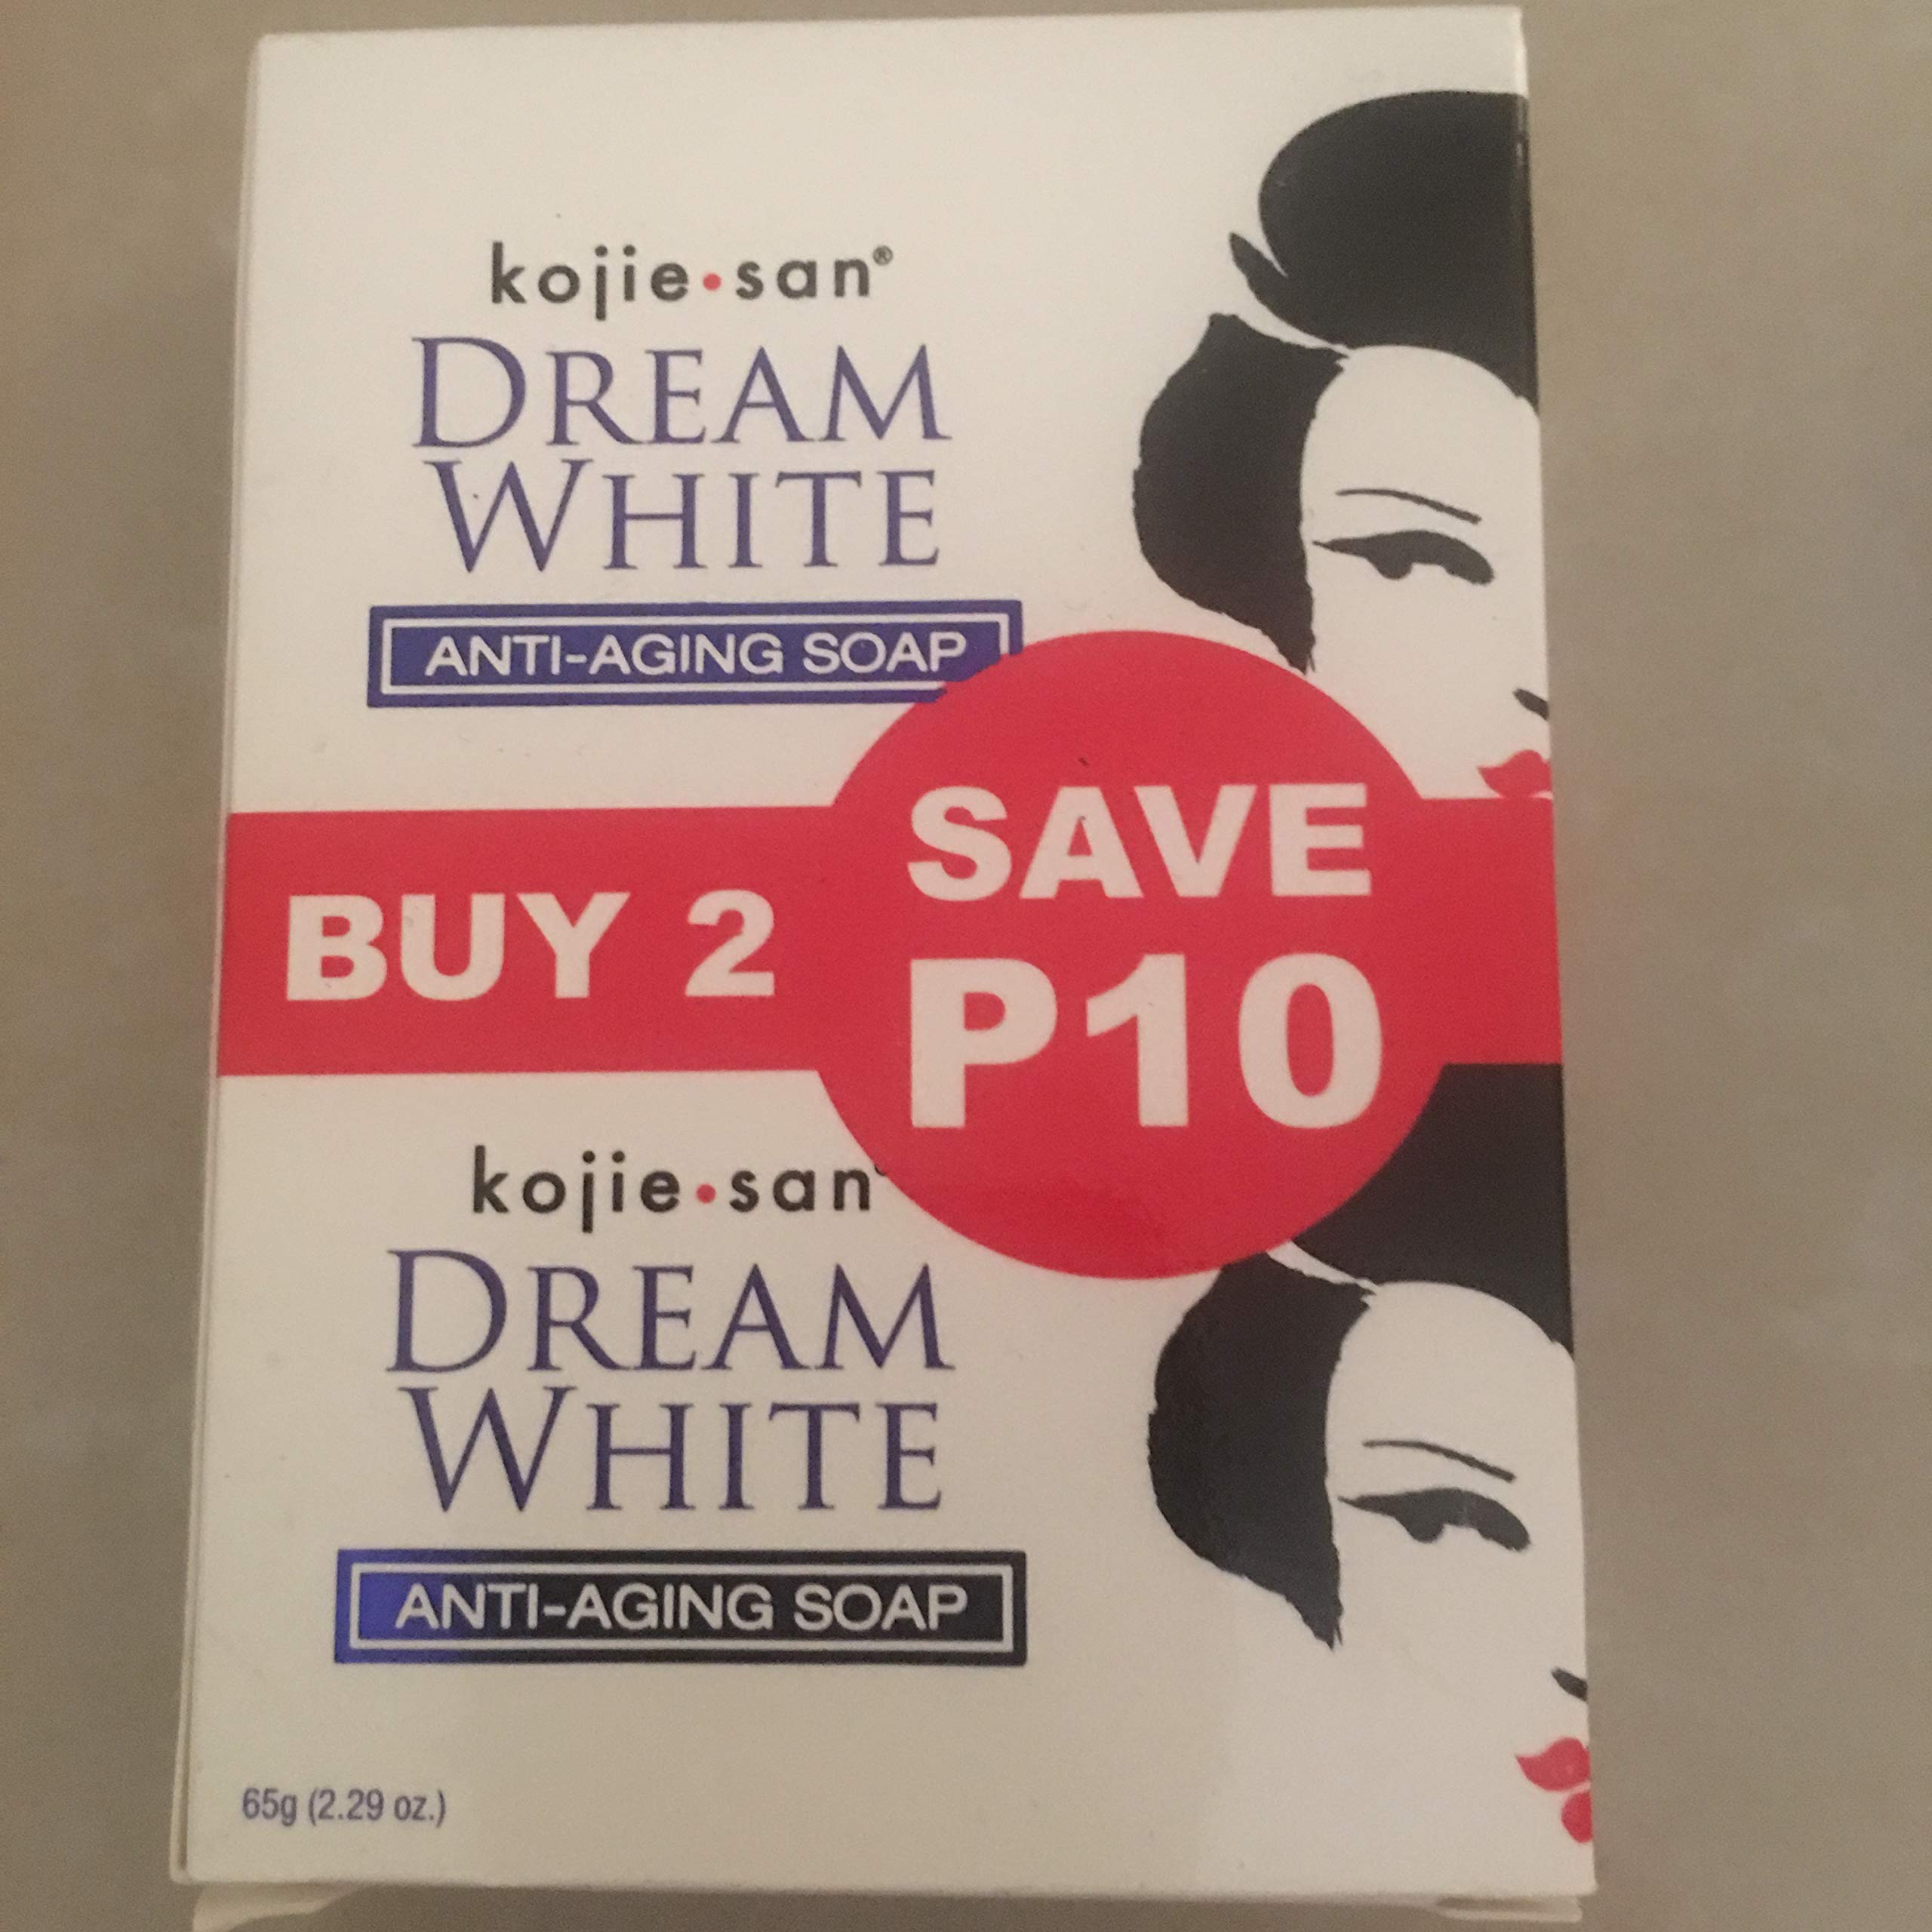 kojie•san®
DREAM
WHITE
ANTI-AGING SOAP
BUY 2
SAVE
P10
kojie•san
DREAM
WHITE
ANTI-AGING SOAP
65g (2.29 oz.)